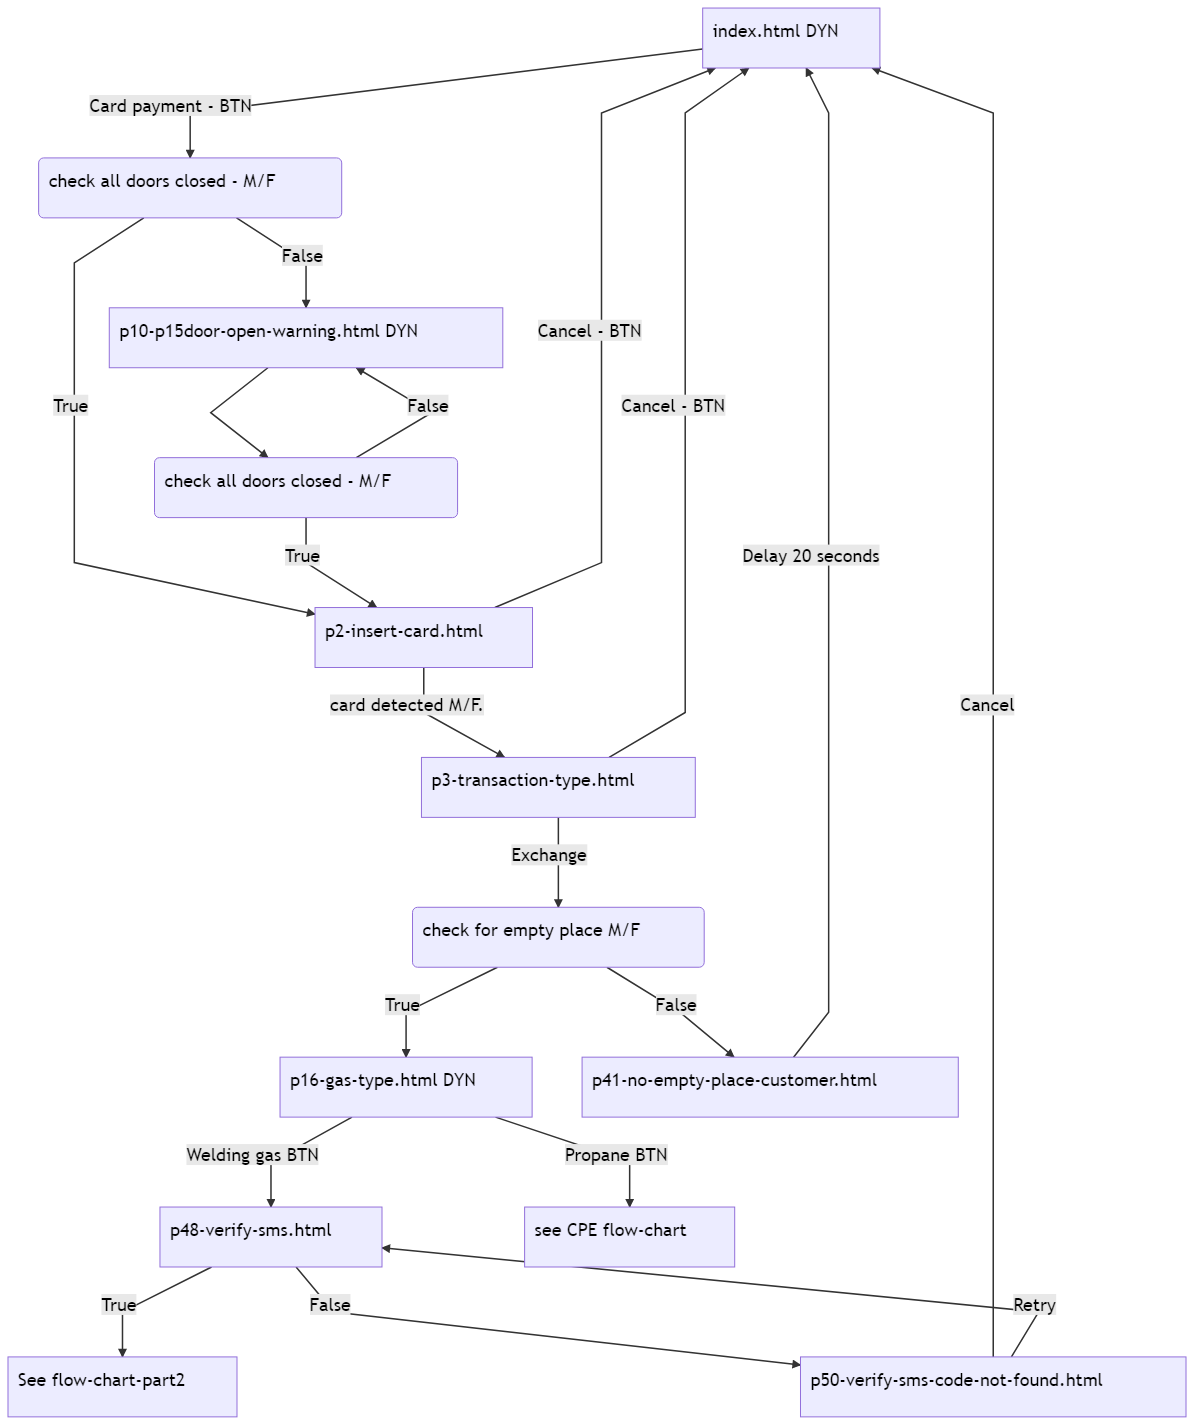 index.html DYN
Card payment - BTN
check all doors closed - M/F
False
p10-p15door-open-warning.html DYN
Cancel - BTN
True
False
Cancel - BTN
check all doors closed - M/F
True
Delay 20 seconds
p2-insert-card.html
card detected M/F.
Cancel
p3-transaction-type.html
Exchange
check for empty place M/F
True
False
p16-gas-type.html DYN
p41-no-empty-place-customer.html
Welding gas BTN
Propane BTN
p48-verify-sms.html
see CPE flow-chart
True
False
Retry
See flow-chart-part2
p50-verify-sms-code-not-found.html